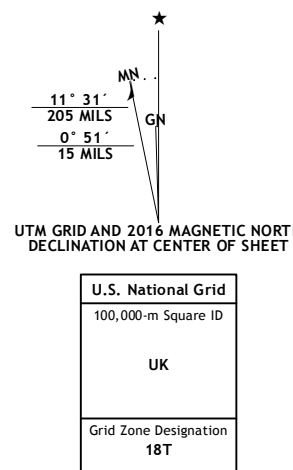 ★
MN
GN
11° 31´
205 MILS
0° 51´
15 MILS
UTM GRID AND 2016 MAGNETIC NORT
DECLINATION AT CENTER OF SHEET
U.S. National Grid
100,000-m Square ID
UK
Grid Zone Designation
18T